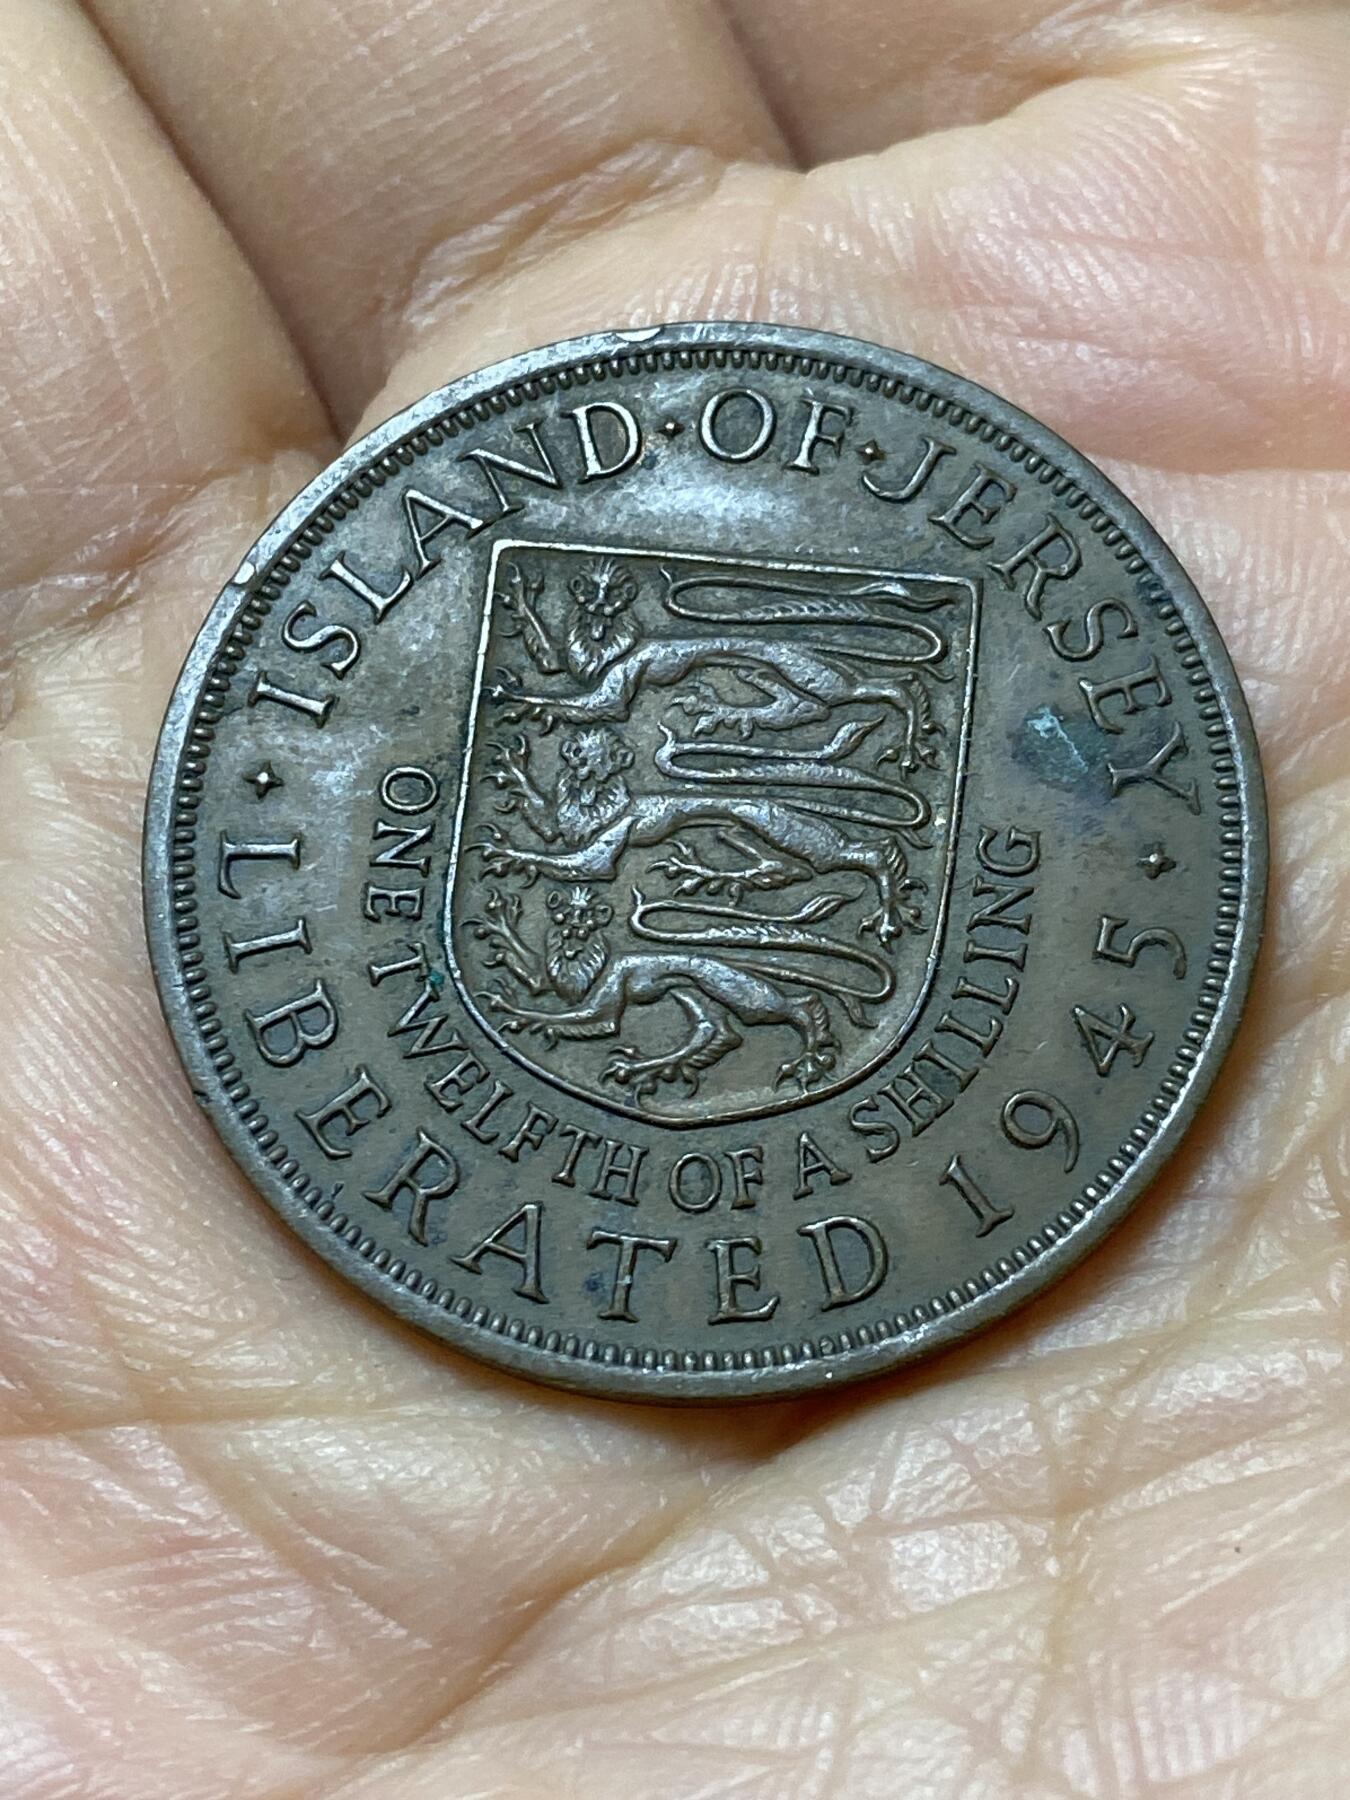 · ISLAND · OF · JERSEY ·
LIBERATED 1945
ONE TWELFTH OF A SHILLING